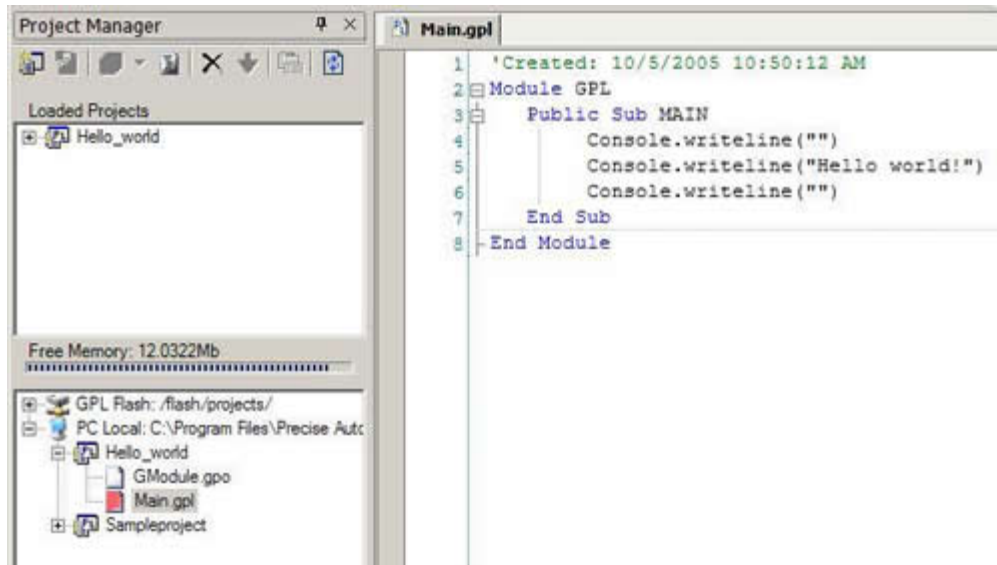 Project Manager
Loaded Projects
Hello_world
Free Memory: 12.0322Mb
GPL Flash: /flash/projects/
PC Local: C:\Program Files\Precise Autc
Hello_world
GModule.gpo
Main.gpl
Sampleproject
Main.gpl
1 'Created: 10/5/2005 10:50:12 AM
2 Module GPL
3 Public Sub MAIN
4 Console.writeline("")
5 Console.writeline("Hello world!")
6 Console.writeline("")
7 End Sub
8 End Module